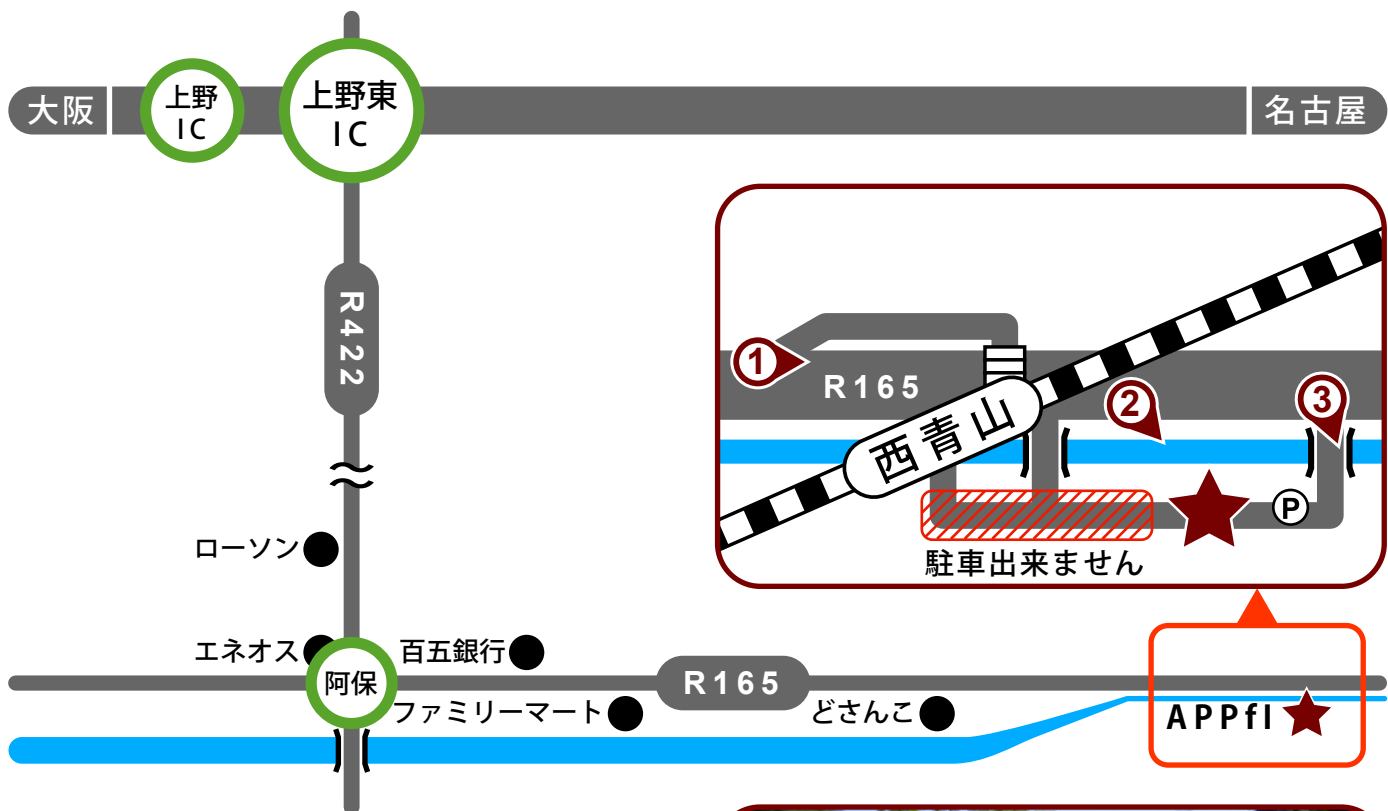 大阪
上野
IC
上野東
IC
名古屋
R422
1
R165
2
3
西青山
P
駐車出来ません
ローソン
エネオス
百五銀行
阿保
R165
ファミリーマート
どさんこ
APPfI